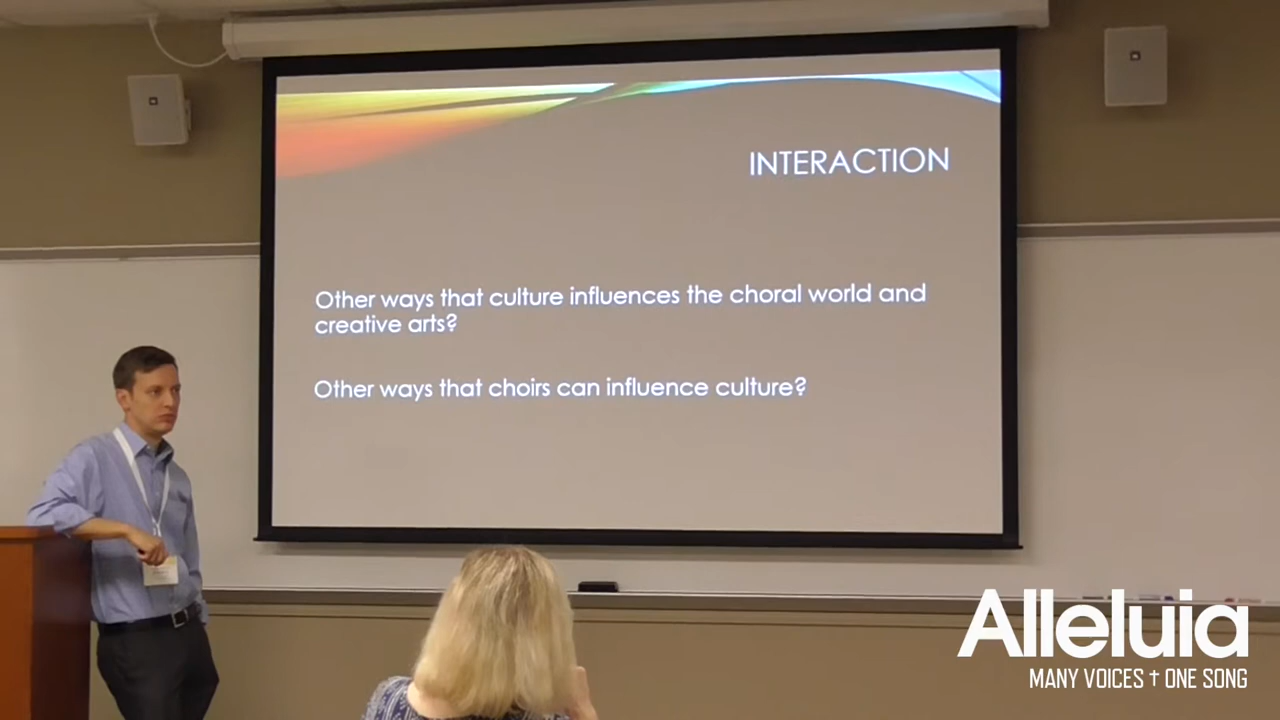 INTERACTION
Other ways that culture influences the choral world and
creative arts?
Other ways that choirs can influence culture?
Alleluia
MANY VOICES † ONE SONG